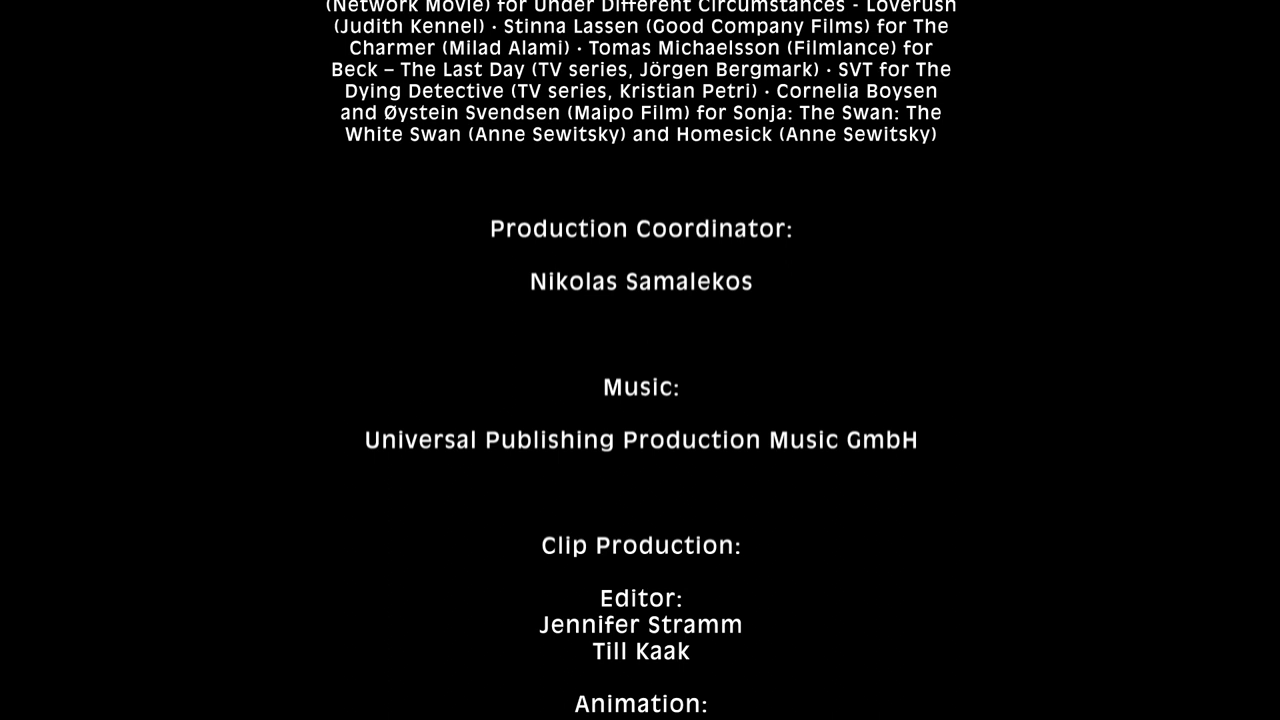 (Network Movie) for Under Different Circumstances - Loverush
(Judith Kennel) · Stinna Lassen (Good Company Films) for The
Charmer (Milad Alami) · Tomas Michaelsson (Filmlance) for
Beck – The Last Day (TV series, Jörgen Bergmark) · SVT for The
Dying Detective (TV series, Kristian Petri) · Cornelia Boysen
and Øystein Svendsen (Maipo Film) for Sonja: The Swan: The
White Swan (Anne Sewitsky) and Homesick (Anne Sewitsky)
Production Coordinator:
Nikolas Samalekos
Music:
Universal Publishing Production Music GmbH
Clip Production:
Editor:
Jennifer Stramm
Till Kaak
Animation: